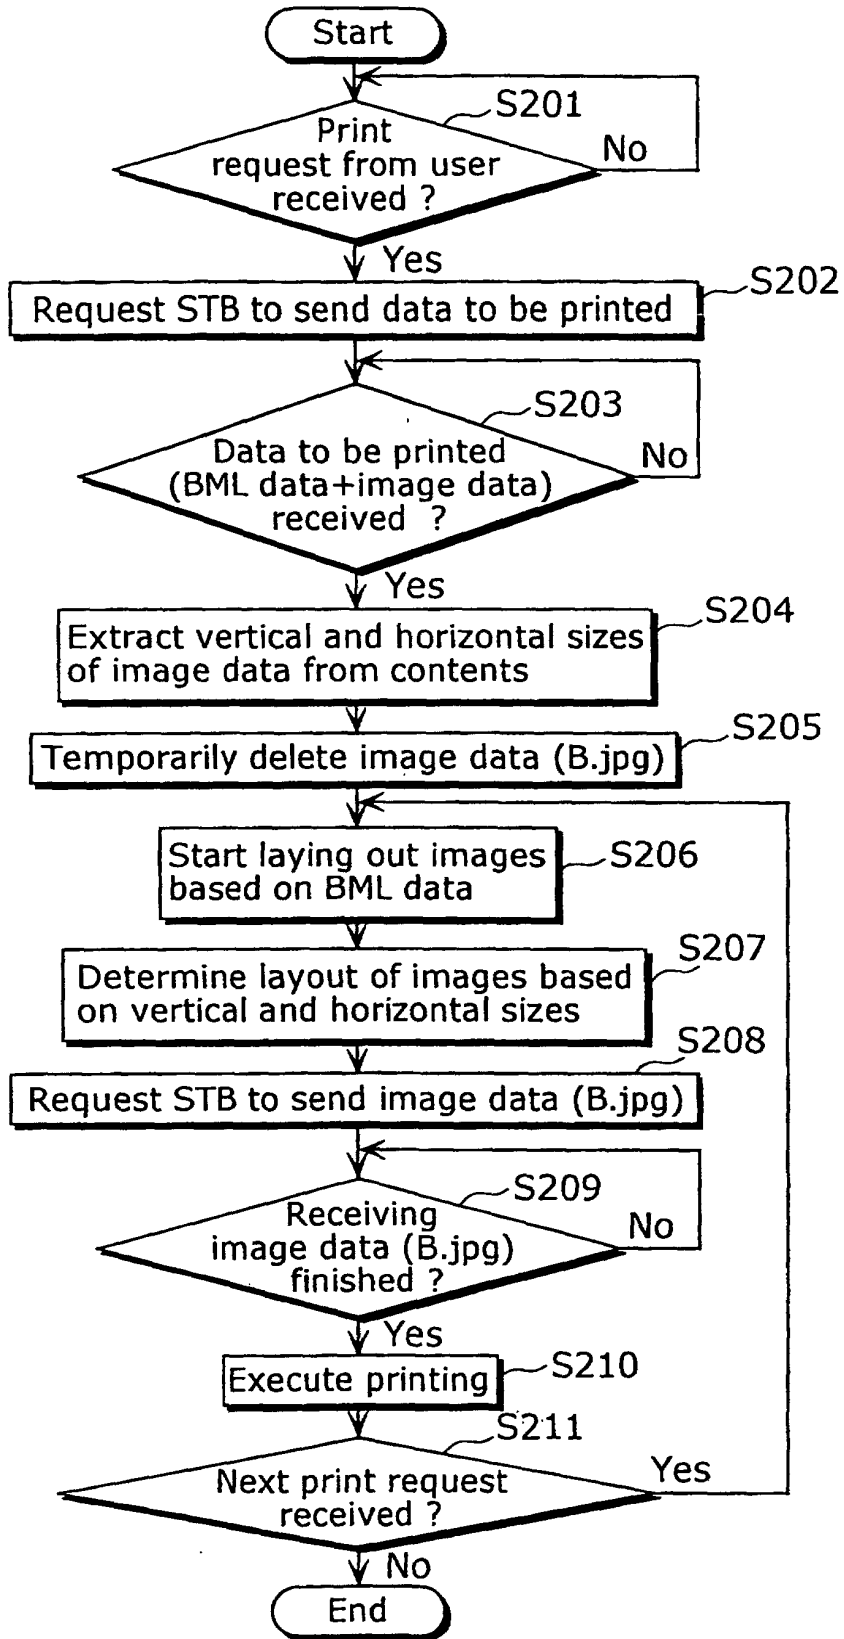 Start
S201
Print
request from user
received ?
No
Yes
S202
Request STB to send data to be printed
S203
Data to be printed
(BML data+image data)
received ?
No
Yes
S204
Extract vertical and horizontal sizes
of image data from contents
S205
Temporarily delete image data (B.jpg)
Start laying out images
based on BML data
S206
S207
Determine layout of images based
on vertical and horizontal sizes
S208
Request STB to send image data (B.jpg)
S209
Receiving
image data (B.jpg)
finished ?
No
Yes
Execute printing
S210
S211
Next print request
received ?
Yes
No
End